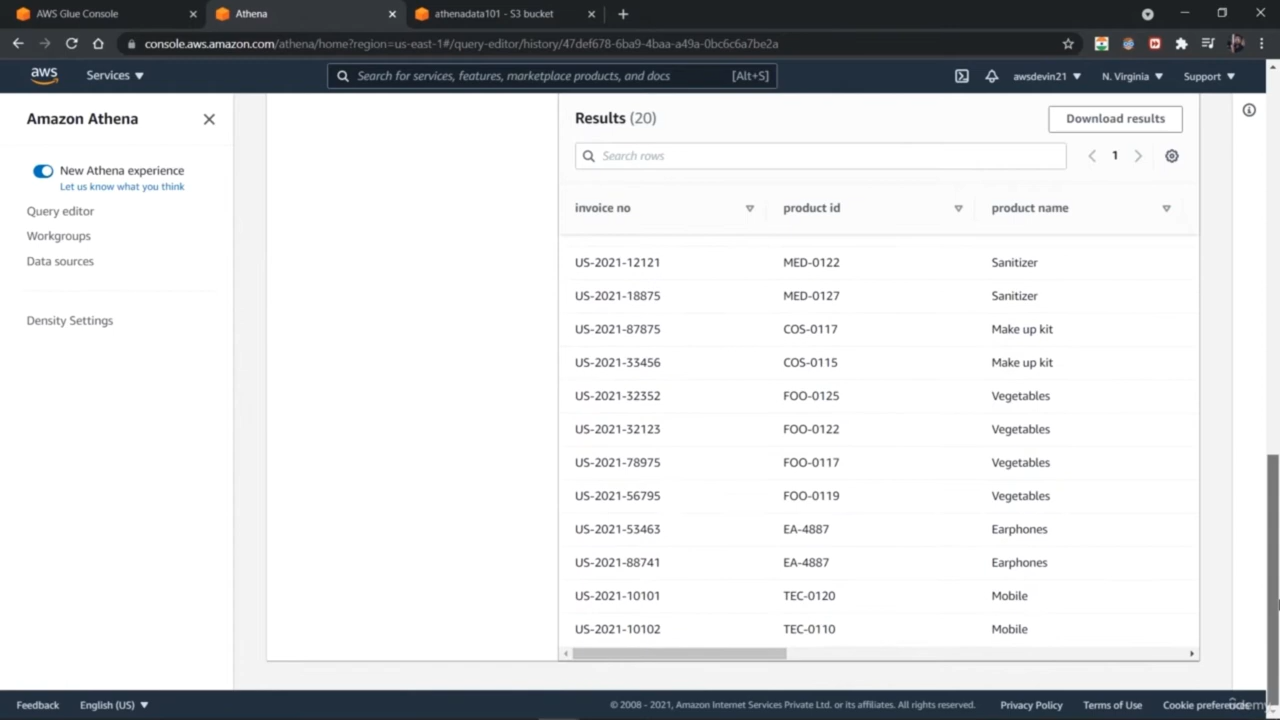 AWS Glue Console
Athena
athenadata101 - S3 bucket
console.aws.amazon.com/athena/home?region=us-east-1#/query-editor/history/47def678-6ba9-4baa-a49a-0bc6c6a7be2a
aws Services Search for services, features, marketplace products, and docs [Alt+S] awsdevin21 N. Virginia Support
Amazon Athena
New Athena experience
Let us know what you think
Query editor
Workgroups
Data sources
Density Settings
Results (20) Download results
Search rows 1
invoice no product id product name
US-2021-12121 MED-0122 Sanitizer
US-2021-18875 MED-0127 Sanitizer
US-2021-87875 COS-0117 Make up kit
US-2021-33456 COS-0115 Make up kit
US-2021-32352 FOO-0125 Vegetables
US-2021-32123 FOO-0122 Vegetables
US-2021-78975 FOO-0117 Vegetables
US-2021-56795 FOO-0119 Vegetables
US-2021-53463 EA-4887 Earphones
US-2021-88741 EA-4887 Earphones
US-2021-10101 TEC-0120 Mobile
US-2021-10102 TEC-0110 Mobile
Feedback English (US) © 2008 - 2021, Amazon Internet Services Private Ltd. or its affiliates. All rights reserved. Privacy Policy Terms of Use Cookie preferences
Udemy